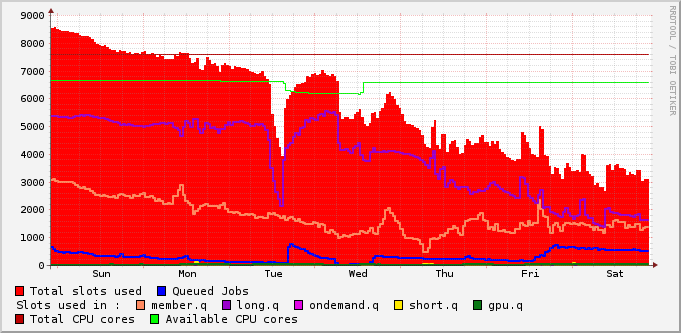 9000
8000
7000
6000
5000
4000
3000
2000
1000
0
Sun Mon Tue Wed Thu Fri Sat
RRDTOOL / TOBI OETIKER
Total slots used Queued Jobs
Slots used in : member.q long.q ondemand.q short.q gpu.q
Total CPU cores Available CPU cores